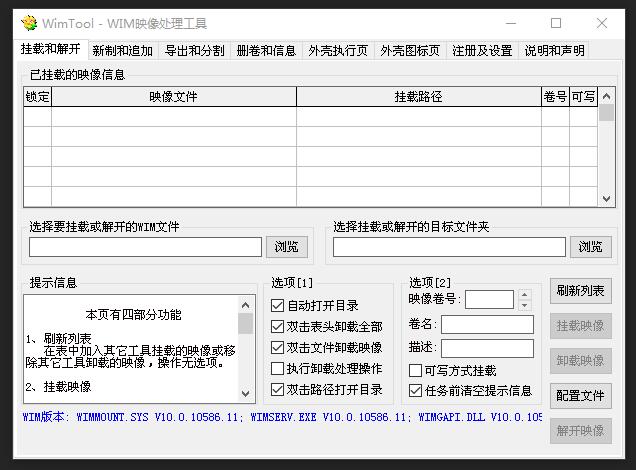 WimTool - WIM映像处理工具
挂载和解开 新制和追加 导出和分割 删卷和信息 外壳执行页 外壳图标页 注册及设置 说明和声明
已挂载的映像信息
锁定 映像文件 挂载路径 卷号 可写
选择要挂载或解开的WIM文件
浏览
选择挂载或解开的目标文件夹
浏览
提示信息
本页有四部分功能
1、刷新列表
在表中加入其它工具挂载的映像或移
除其它工具卸载的映像，操作无选项。
2、挂载映像
选项[1]
自动打开目录
双击表头卸载全部
双击文件卸载映像
执行卸载处理操作
双击路径打开目录
选项[2]
映像卷号:
卷名:
描述:
可写方式挂载
任务前清空提示信息
刷新列表
挂载映像
卸载映像
配置文件
解开映像
WIM版本: WIMMOUNT.SYS V10.0.10586.11; WIMSERV.EXE V10.0.10586.11; WIMGAPI.DLL V10.0.105